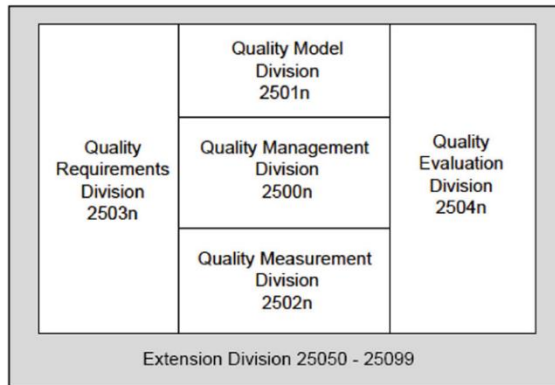 Quality Model
Division
2501n
Quality
Requirements
Division
2503n
Quality Management
Division
2500n
Quality
Evaluation
Division
2504n
Quality Measurement
Division
2502n
Extension Division 25050 - 25099